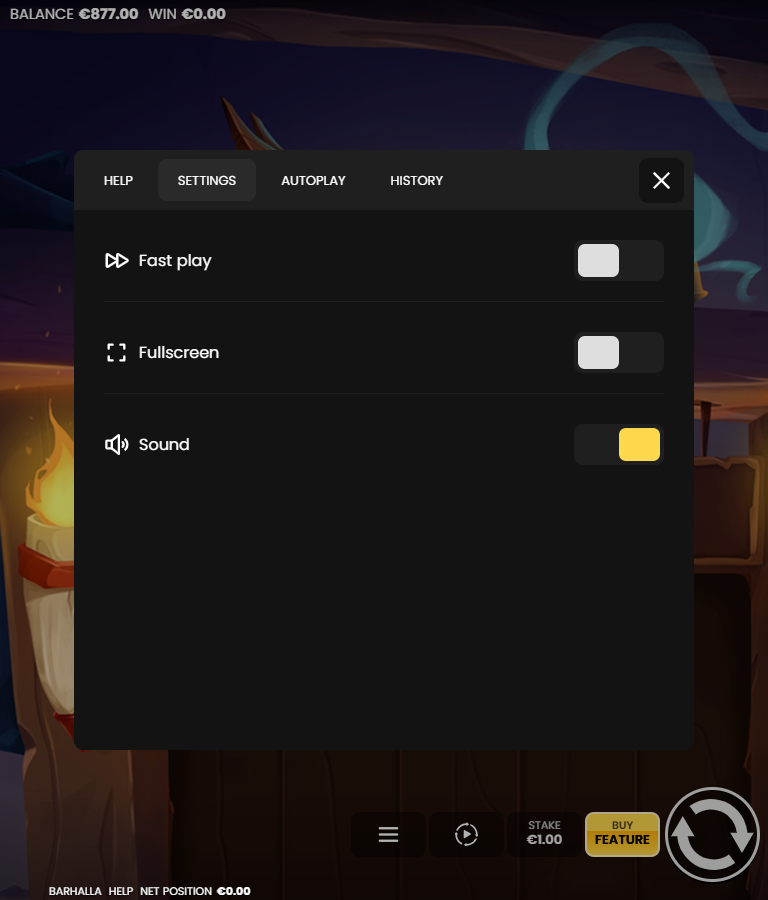 BALANCE €877.00 WIN €0.00
HELP SETTINGS AUTOPLAY HISTORY
Fast play
Fullscreen
Sound
STAKE
€1.00
BUY
FEATURE
BARHALLA HELP NET POSITION €0.00